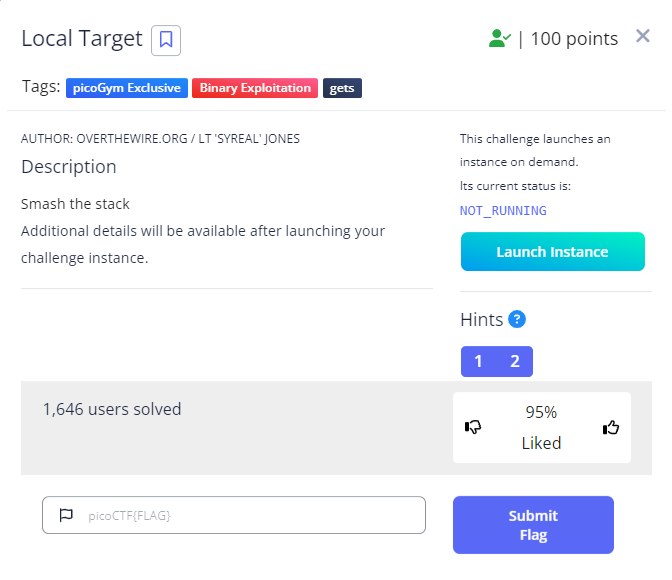 Local Target
| 100 points
Tags: picoGym Exclusive Binary Exploitation gets
AUTHOR: OVERTHEWIRE.ORG / LT 'SYREAL' JONES
Description
Smash the stack
Additional details will be available after launching your
challenge instance.
This challenge launches an
instance on demand.
Its current status is:
NOT_RUNNING
Launch Instance
Hints ?
1 2
1,646 users solved
95%
Liked
picoCTF{FLAG}
Submit
Flag